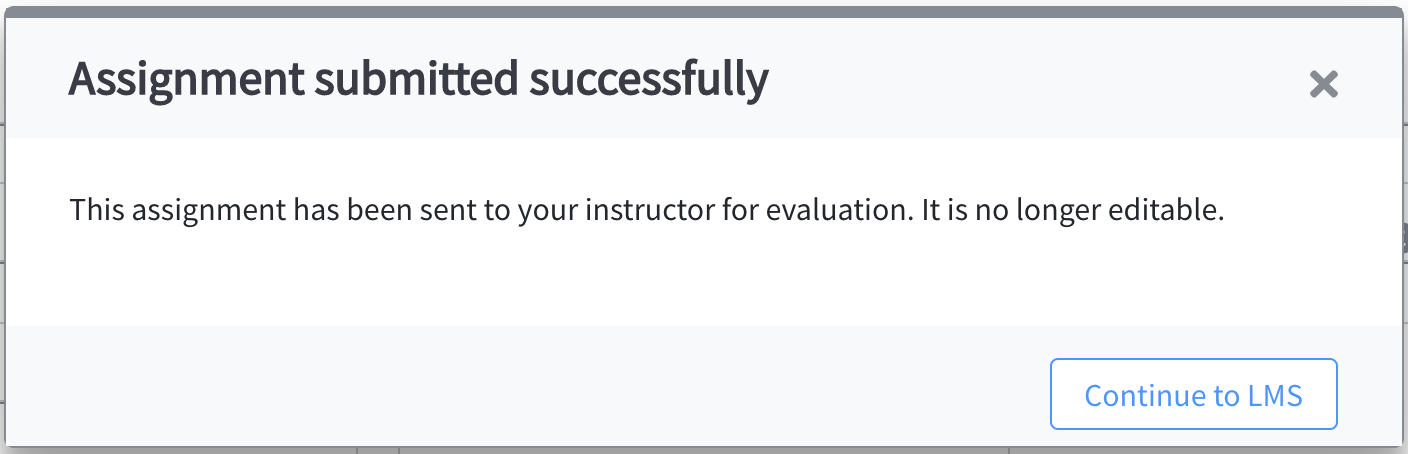 Assignment submitted successfully
This assignment has been sent to your instructor for evaluation. It is no longer editable.
Continue to LMS